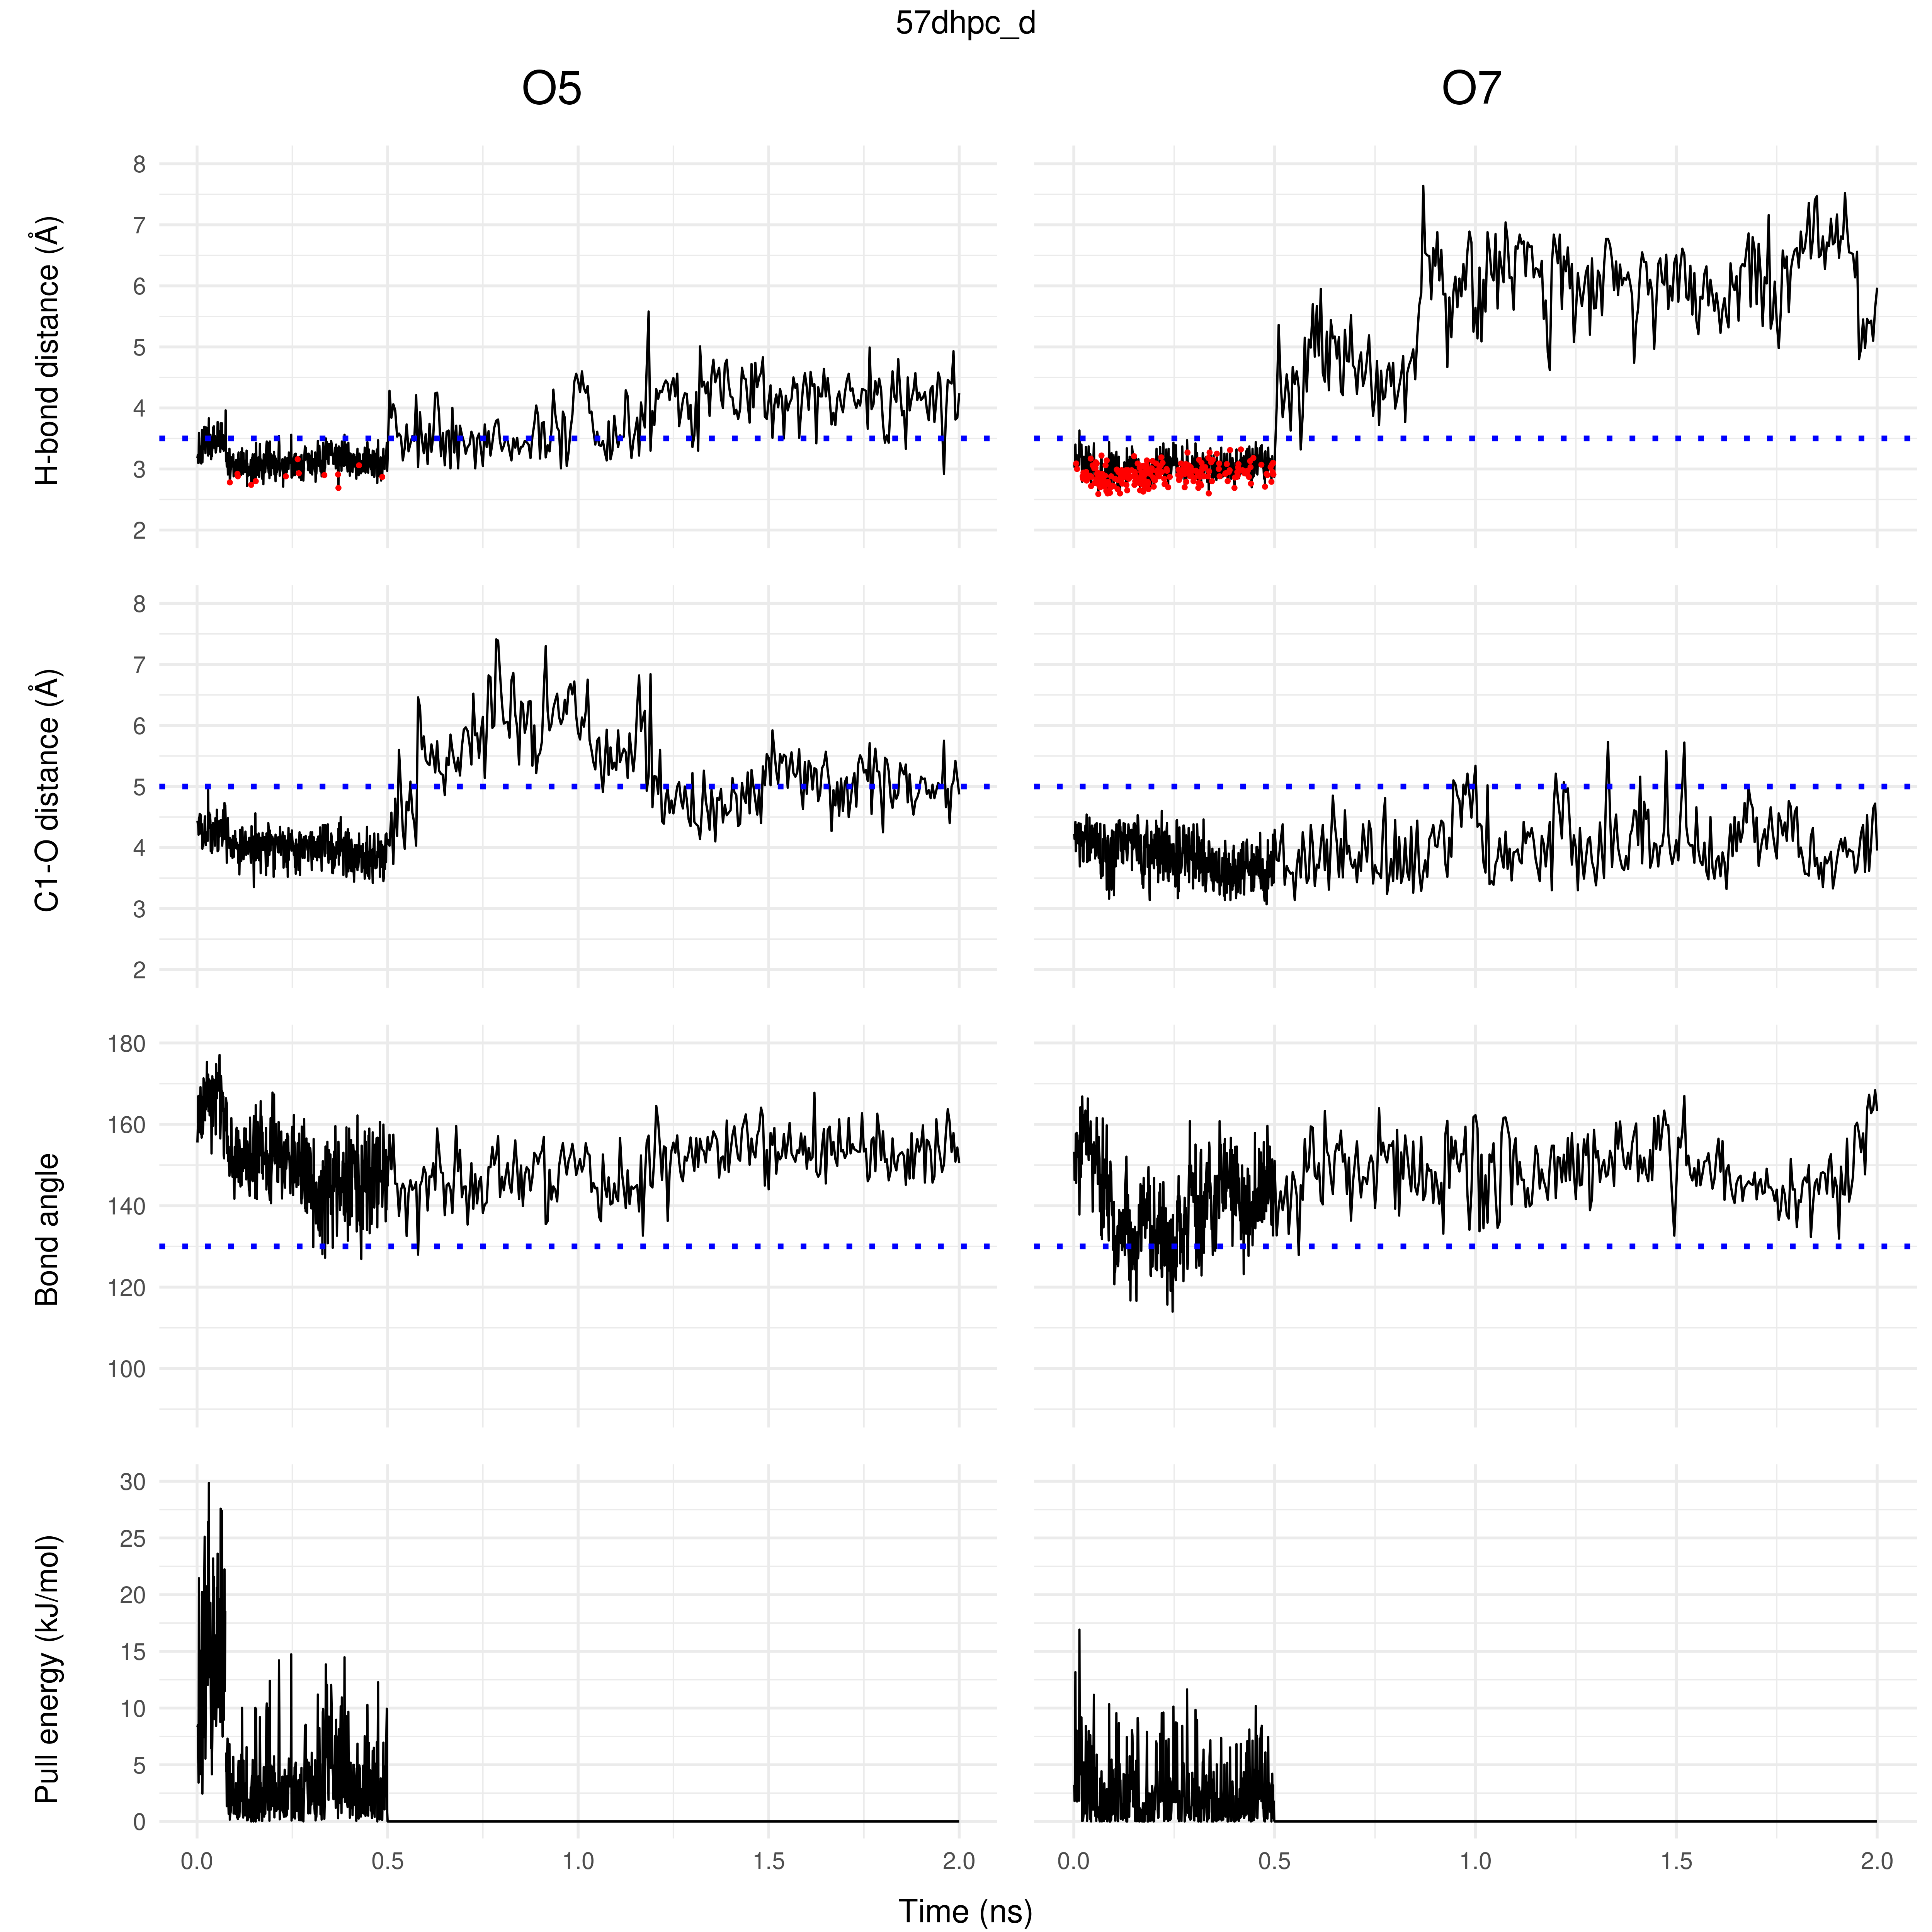 57dhpc_d
O5
O7
H-bond distance (Å)
8
7
6
5
4
3
2
C1-O distance (Å)
8
7
6
5
4
3
2
Bond angle
180
160
140
120
100
Pull energy (kJ/mol)
30
25
20
15
10
5
0
0.0 0.5 1.0 1.5 2.0
0.0 0.5 1.0 1.5 2.0
Time (ns)